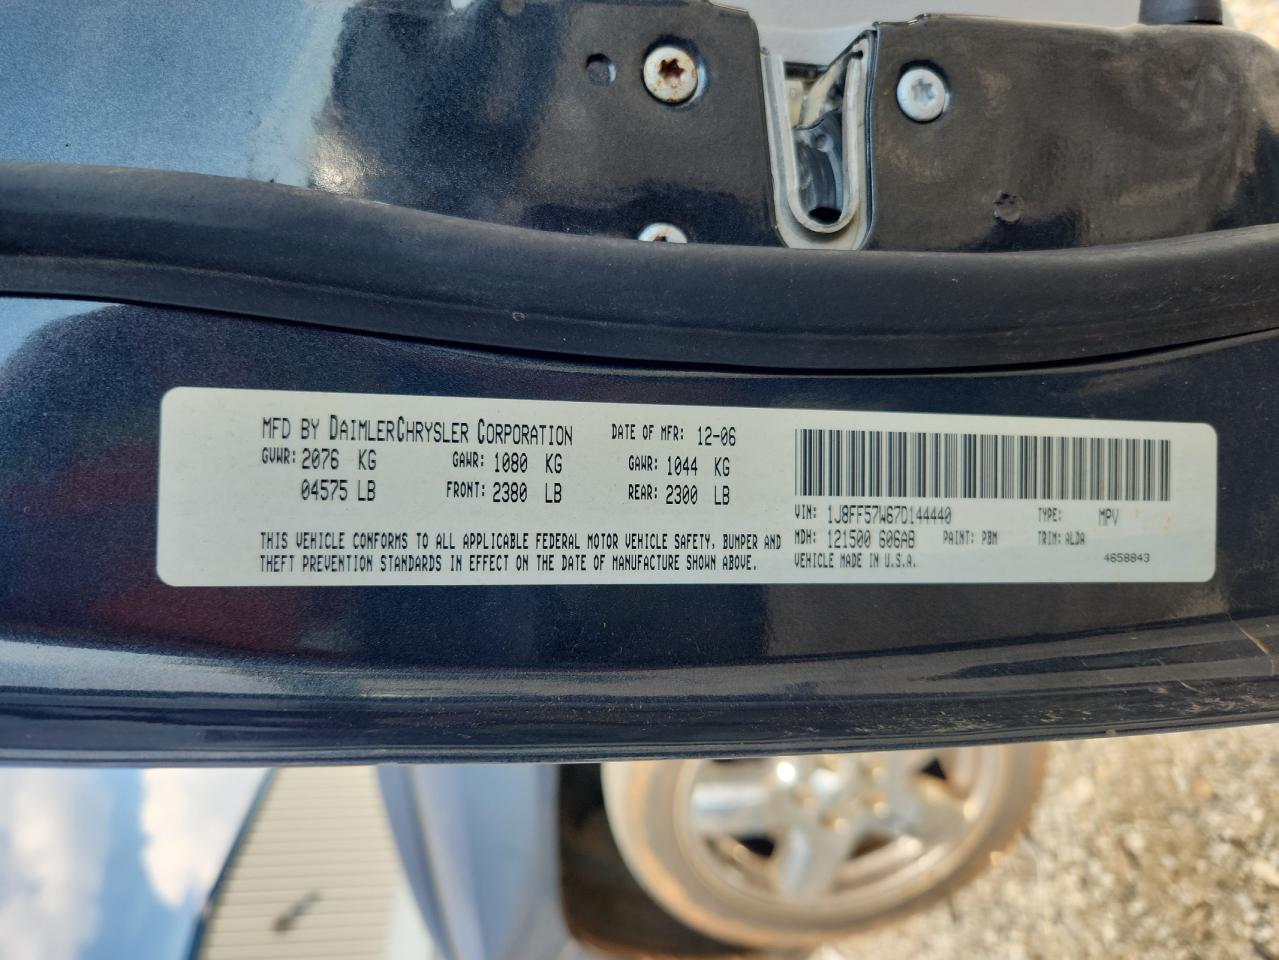 MFD BY DAIMLERCHRYSLER CORPORATION DATE OF MFR: 12-06
GVWR: 2076 KG GAWR: 1080 KG GAWR: 1044 KG
04575 LB FRONT: 2380 LB REAR: 2300 LB
THIS VEHICLE CONFORMS TO ALL APPLICABLE FEDERAL MOTOR VEHICLE SAFETY, BUMPER AND
THEFT PREVENTION STANDARDS IN EFFECT ON THE DATE OF MANUFACTURE SHOWN ABOVE.
VIN: 1J8FF57W67D144440 TYPE: MPV
MDH: 121500 606AB PAINT: PBM TRIM: ALDA
VEHICLE MADE IN U.S.A. 4658843